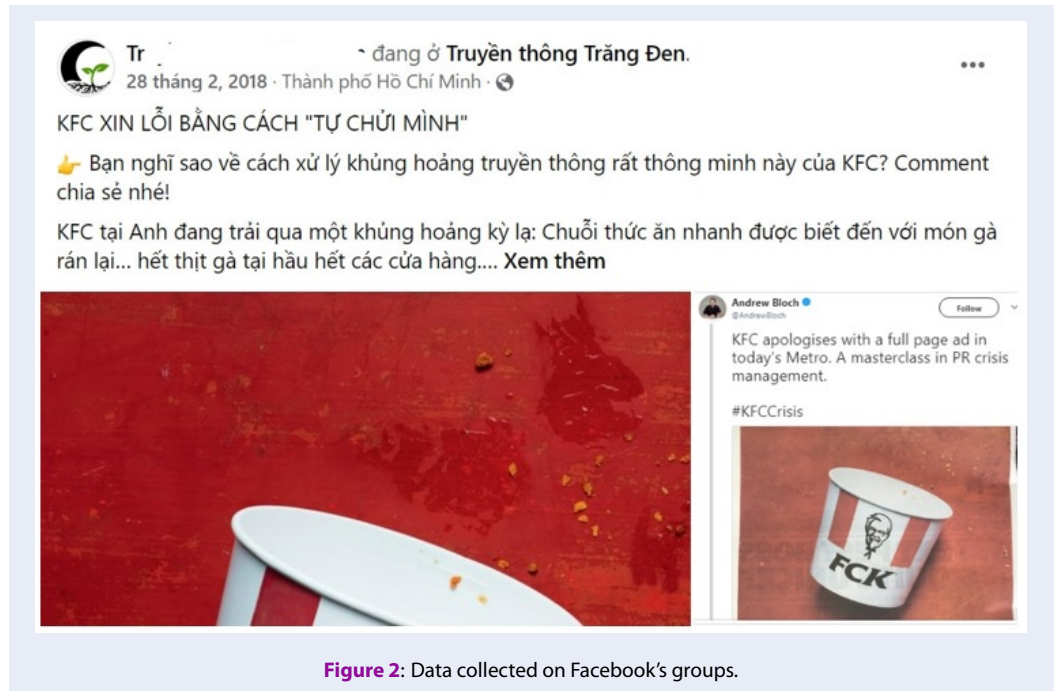 Tr
đang ở Truyền thông Trăng Đen.
28 tháng 2, 2018 · Thành phố Hồ Chí Minh ·
KFC XIN LỖI BẰNG CÁCH "TỰ CHỬI MÌNH"
👉 Bạn nghĩ sao về cách xử lý khủng hoảng truyền thông rất thông minh này của KFC? Comment
chia sẻ nhé!
KFC tại Anh đang trải qua một khủng hoảng kỳ lạ: Chuỗi thức ăn nhanh được biết đến với món gà
rán lại... hết thịt gà tại hầu hết các cửa hàng.... Xem thêm
Andrew Bloch
@AndrewBloch
Follow
KFC apologises with a full page ad in
today's Metro. A masterclass in PR crisis
management.
#KFCCrisis
FCK
Figure 2: Data collected on Facebook's groups.